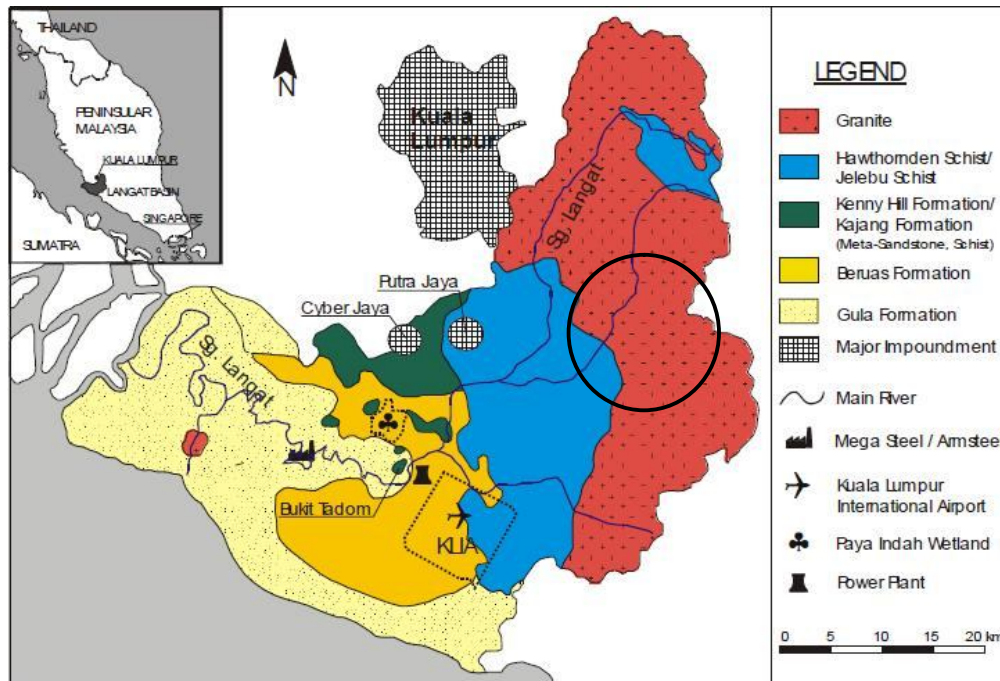 THAILAND
PENINSULAR
MALAYSIA
KUALA LUMPUR
LANGAT BASIN
SINGAPORE
SUMATRA
N
Kuala
Lumpur
Sg. Langat
Putra Jaya
Cyber Jaya
Sg. Langat
Bukit Tadom
KLIA
LEGEND
Granite
Hawthornden Schist/
Jelebu Schist
Kenny Hill Formation/
Kajang Formation
(Meta-Sandstone, Schist)
Beruas Formation
Gula Formation
Major Impoundment
Main River
Mega Steel / Armstee
Kuala Lumpur
International Airport
Paya Indah Wetland
Power Plant
0 5 10 15 20 km